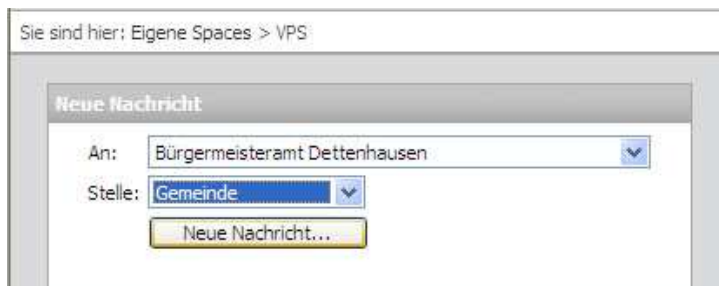 Sie sind hier: Eigene Spaces > VPS
Neue Nachricht
An: Bürgermeisteramt Dettenhausen
Stelle: Gemeinde
Neue Nachricht...